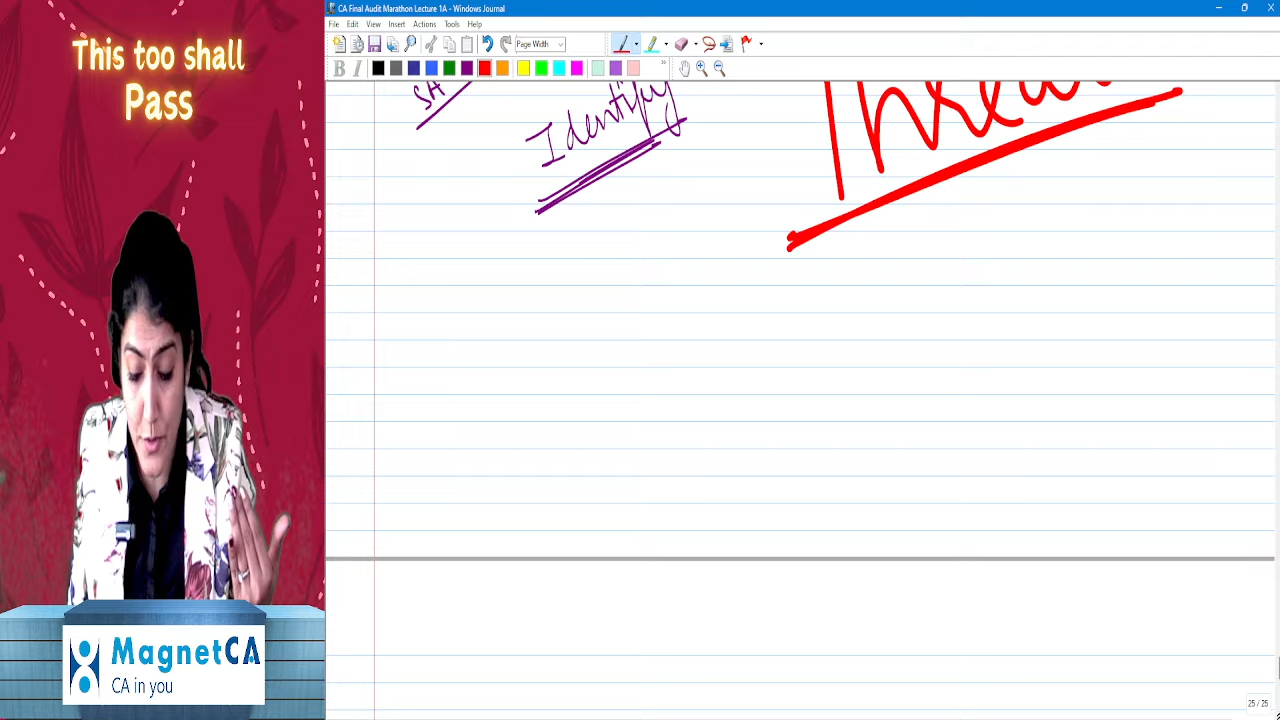 This too shall
Pass
CA Final Audit Marathon Lecture 1A - Windows Journal
File Edit View Insert Actions Tools Help
Page Width
B I
SA
Identify
MagnetCA
CA in you
25 / 25